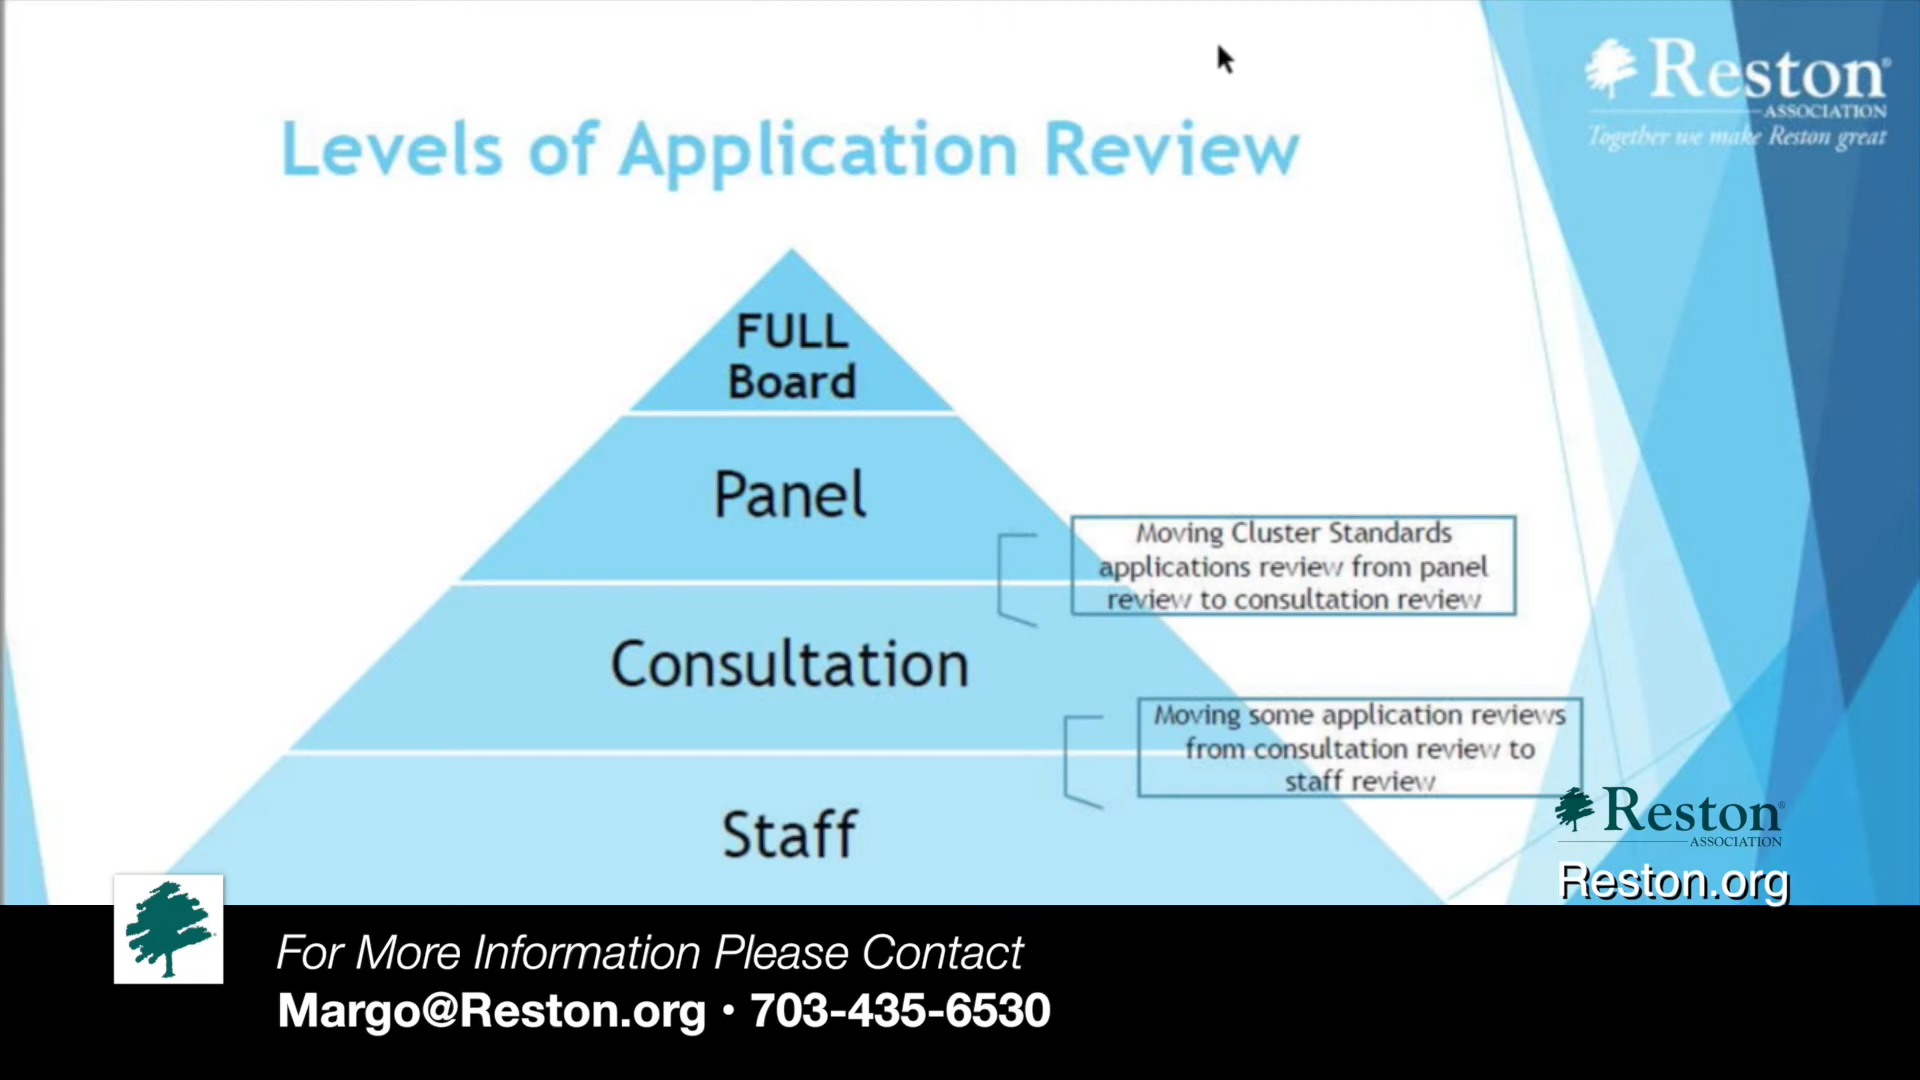 Reston®
ASSOCIATION
Together we make Reston great
Levels of Application Review
FULL
Board
Panel
Moving Cluster Standards
applications review from panel
review to consultation review
Consultation
Moving some application reviews
from consultation review to
staff review
Staff
Reston®
ASSOCIATION
Reston.org
For More Information Please Contact
Margo@Reston.org • 703-435-6530